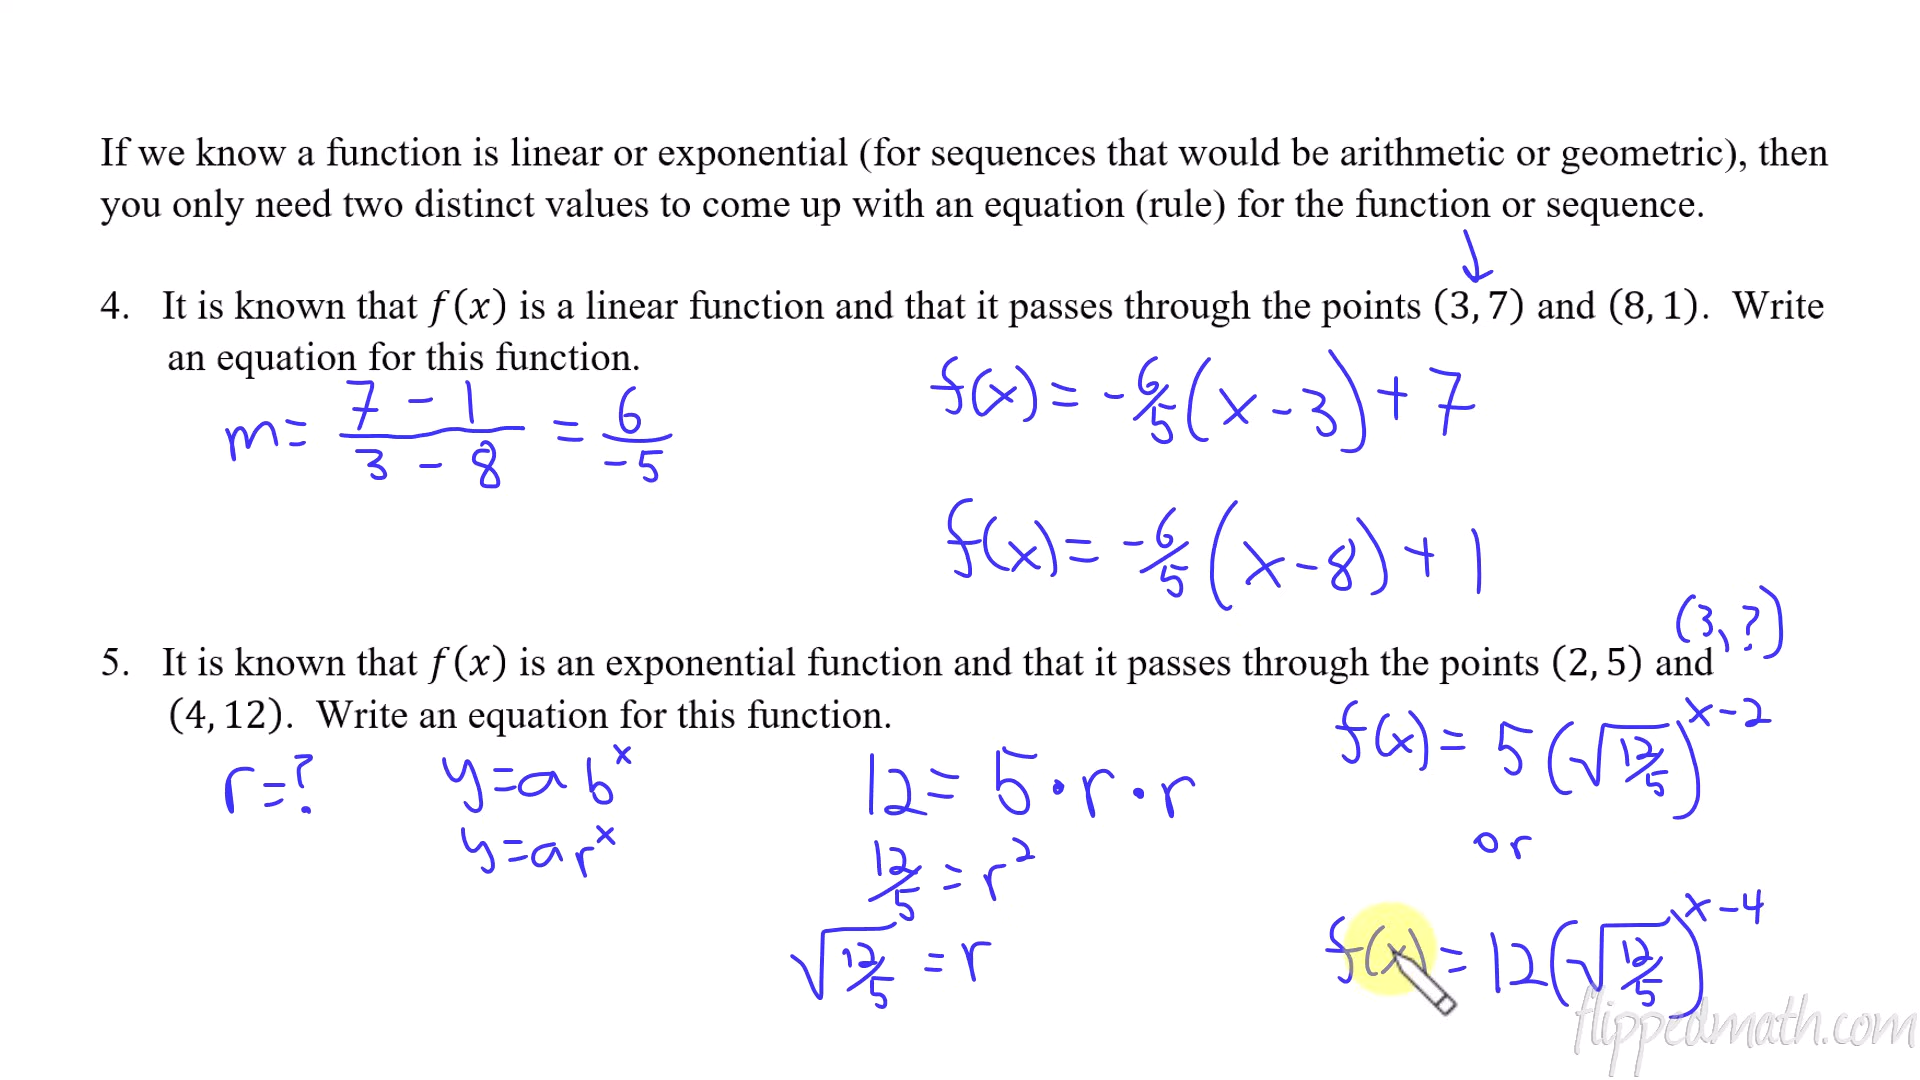 If we know a function is linear or exponential (for sequences that would be arithmetic or geometric), then
you only need two distinct values to come up with an equation (rule) for the function or sequence.
4. It is known that f(x) is a linear function and that it passes through the points (3, 7) and (8, 1). Write
an equation for this function.
m = (7 - 1)/(3 - 8) = 6/-5
f(x) = -6/5 (x - 3) + 7
f(x) = -6/5 (x - 8) + 1
(3, ?)
5. It is known that f(x) is an exponential function and that it passes through the points (2, 5) and
(4, 12). Write an equation for this function.
r = ?
y = ab^x
y = ar^x
12 = 5 · r · r
12/5 = r^2
√(12/5) = r
f(x) = 5(√(12/5))^(x-2)
or
f(x) = 12(√(12/5))^(x-4)
flippedmath.com